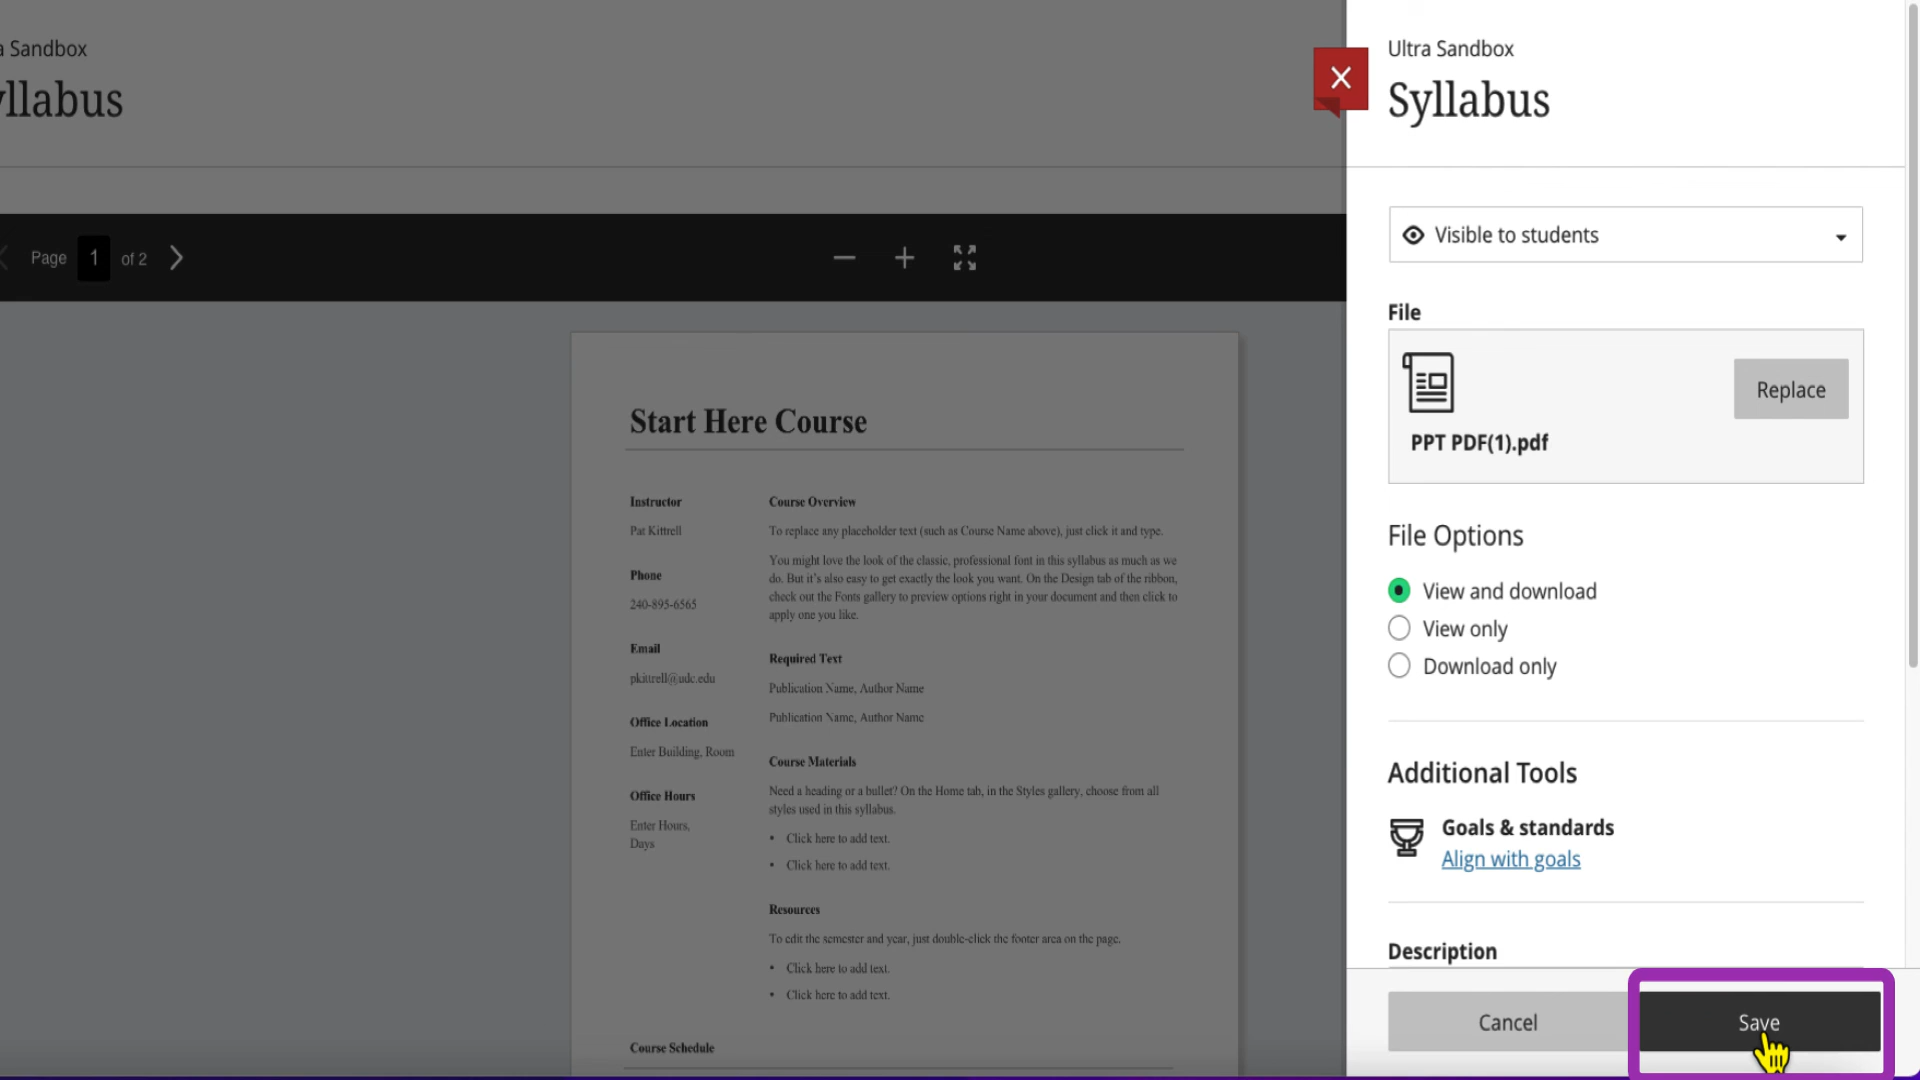 a Sandbox
yllabus
Page 1 of 2
Start Here Course
Instructor
Pat Kittrell
Phone
240-895-6565
Email
pkittrell@udc.edu
Office Location
Enter Building, Room
Office Hours
Enter Hours,
Days
Course Overview
To replace any placeholder text (such as Course Name above), just click it and type.
You might love the look of the classic, professional font in this syllabus as much as we
do. But it's also easy to get exactly the look you want. On the Design tab of the ribbon,
check out the Fonts gallery to preview options right in your document and then click to
apply one you like.
Required Text
Publication Name, Author Name
Publication Name, Author Name
Course Materials
Need a heading or a bullet? On the Home tab, in the Styles gallery, choose from all
styles used in this syllabus.
• Click here to add text.
• Click here to add text.
Resources
To edit the semester and year, just double-click the footer area on the page.
• Click here to add text.
• Click here to add text.
Course Schedule
Ultra Sandbox
Syllabus
Visible to students
File
Replace
PPT PDF(1).pdf
File Options
View and download
View only
Download only
Additional Tools
Goals & standards
Align with goals
Description
Cancel
Save